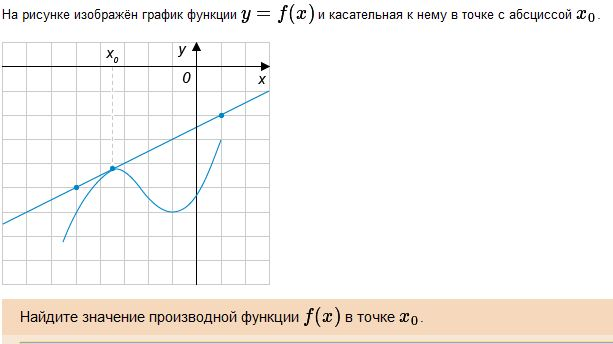 На рисунке изображён график функции y = f(x) и касательная к нему в точке с абсциссой x₀.
x₀ y
0 x
Найдите значение производной функции f(x) в точке x₀.